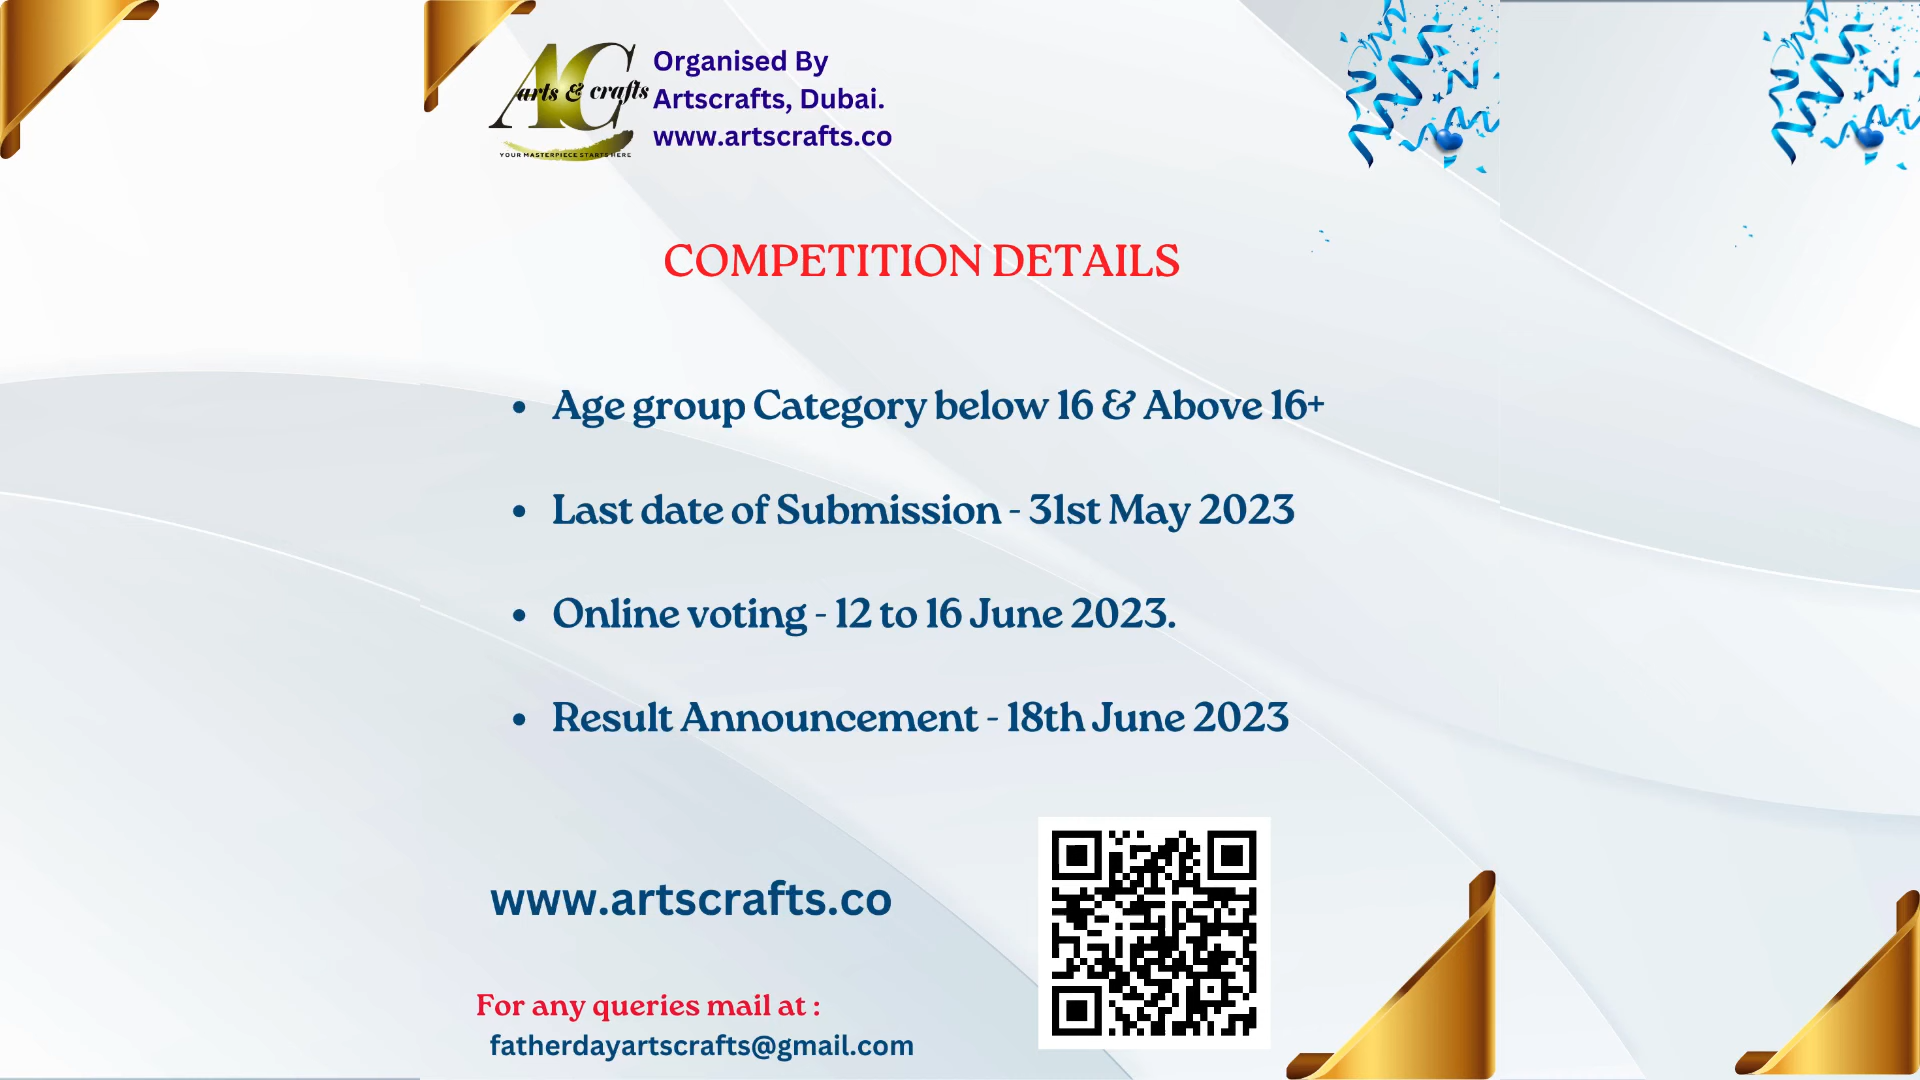 AC
arts & crafts
YOUR MASTERPIECE STARTS HERE
Organised By
Artscrafts, Dubai.
www.artscrafts.co
COMPETITION DETAILS
• Age group Category below 16 & Above 16+
• Last date of Submission - 31st May 2023
• Online voting - 12 to 16 June 2023.
• Result Announcement - 18th June 2023
www.artscrafts.co
For any queries mail at :
fatherdayartscrafts@gmail.com